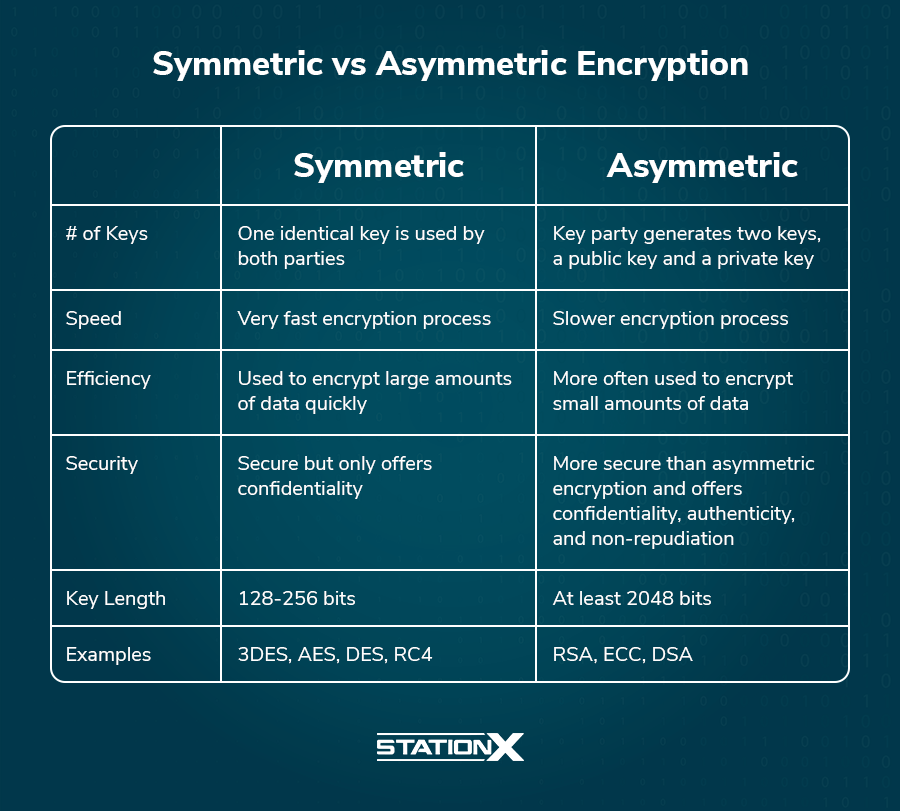 Symmetric vs Asymmetric Encryption
Symmetric
Asymmetric
# of Keys
One identical key is used by
both parties
Key party generates two keys,
a public key and a private key
Speed
Very fast encryption process
Slower encryption process
Efficiency
Used to encrypt large amounts
of data quickly
More often used to encrypt
small amounts of data
Security
Secure but only offers
confidentiality
More secure than asymmetric
encryption and offers
confidentiality, authenticity,
and non-repudiation
Key Length
128-256 bits
At least 2048 bits
Examples
3DES, AES, DES, RC4
RSA, ECC, DSA
STATIONX